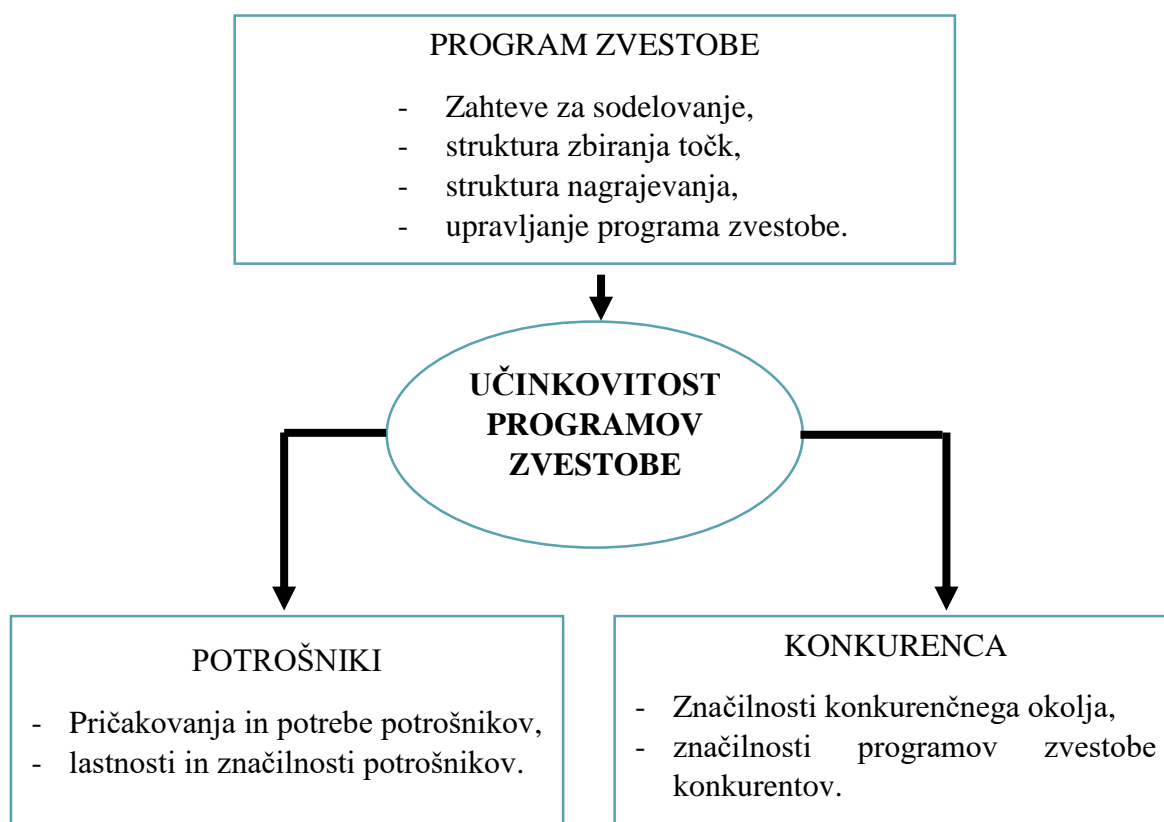 PROGRAM ZVESTOBE
- Zahteve za sodelovanje,
- struktura zbiranja točk,
- struktura nagrajevanja,
- upravljanje programa zvestobe.
UČINKOVITOST
PROGRAMOV
ZVESTOBE
POTROŠNIKI
- Pričakovanja in potrebe potrošnikov,
- lastnosti in značilnosti potrošnikov.
KONKURENCA
- Značilnosti konkurenčnega okolja,
- značilnosti programov zvestobe
konkurentov.